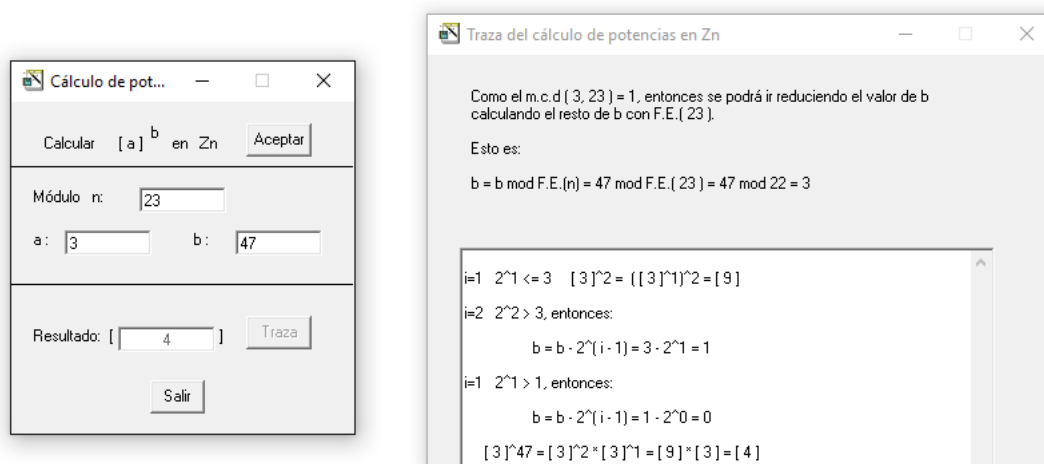 Cálculo de pot...
Calcular [a]^b en Zn Aceptar
Módulo n: 23
a: 3 b: 47
Resultado: [ 4 ] Traza
Salir
Traza del cálculo de potencias en Zn
Como el m.c.d ( 3, 23 ) = 1, entonces se podrá ir reduciendo el valor de b
calculando el resto de b con F.E.( 23 ).
Esto es:
b = b mod F.E.(n) = 47 mod F.E.( 23 ) = 47 mod 22 = 3
i=1 2^1 <= 3 [ 3 ]^2 = ([ 3 ]^1)^2 = [ 9 ]
i=2 2^2 > 3, entonces:
b = b - 2^( i - 1) = 3 - 2^1 = 1
i=1 2^1 > 1, entonces:
b = b - 2^( i - 1) = 1 - 2^0 = 0
[ 3 ]^47 = [ 3 ]^2 * [ 3 ]^1 = [ 9 ] * [ 3 ] = [ 4 ]